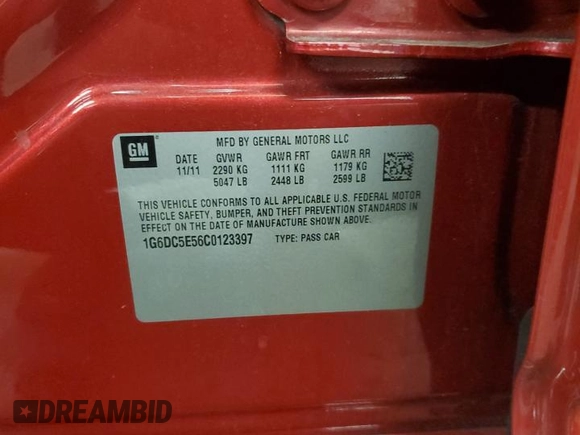 GM
MFD BY GENERAL MOTORS LLC
DATE GVWR GAWR FRT GAWR RR
11/11 2290 KG 1111 KG 1179 KG
5047 LB 2448 LB 2599 LB
THIS VEHICLE CONFORMS TO ALL APPLICABLE U.S. FEDERAL MOTOR
VEHICLE SAFETY, BUMPER, AND THEFT PREVENTION STANDARDS IN
EFFECT ON THE DATE OF MANUFACTURE SHOWN ABOVE.
1G6DC5E56C0123397 TYPE: PASS CAR
DREAMBID